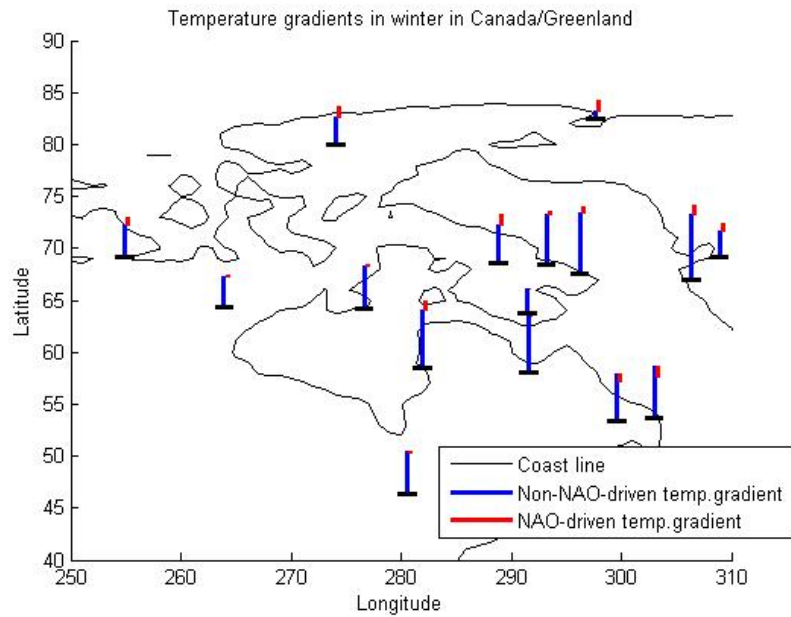 Temperature gradients in winter in Canada/Greenland
90
85
80
75
70
65
60
55
50
45
40
Latitude
250 260 270 280 290 300 310
Longitude
Coast line
Non-NAO-driven temp.gradient
NAO-driven temp.gradient